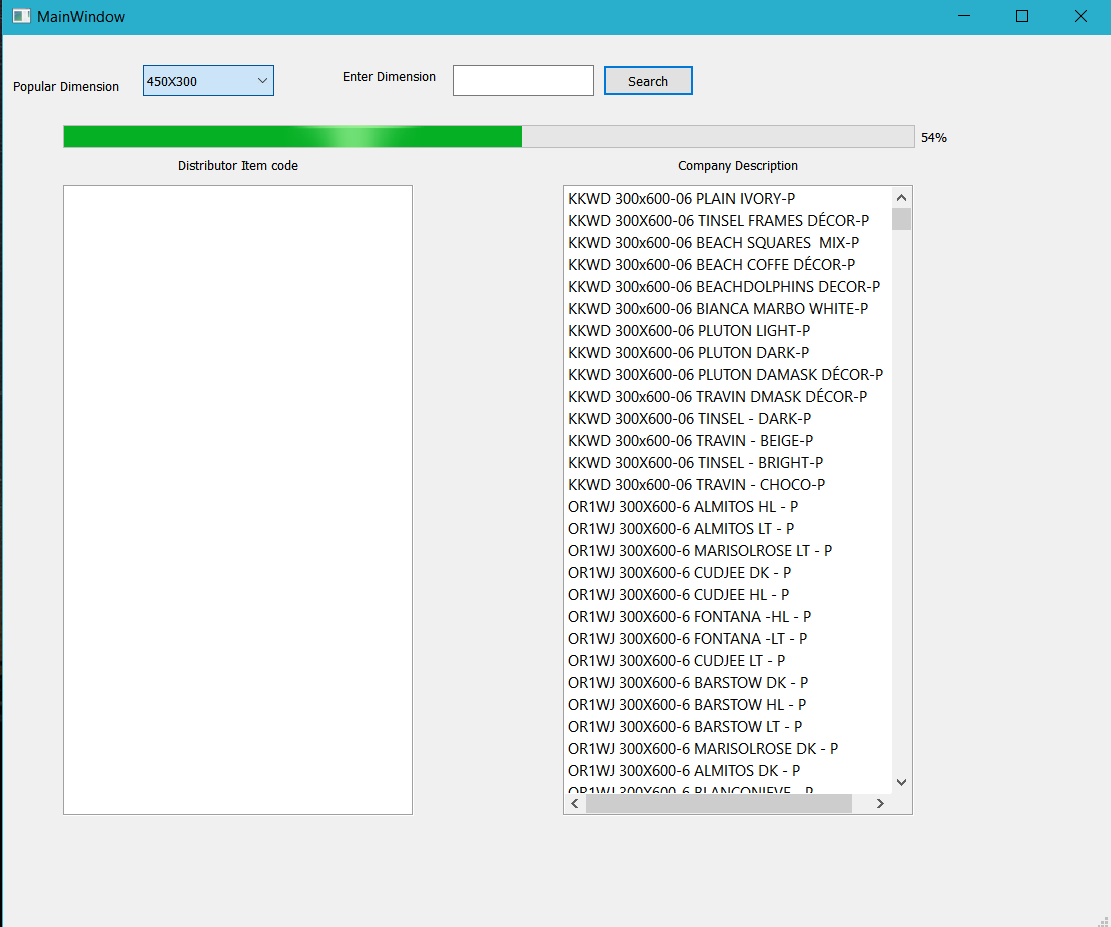 MainWindow
Popular Dimension
450X300
Enter Dimension
Search
54%
Distributor Item code
Company Description
KKWD 300x600-06 PLAIN IVORY-P
KKWD 300X600-06 TINSEL FRAMES DÉCOR-P
KKWD 300x600-06 BEACH SQUARES  MIX-P
KKWD 300x600-06 BEACH COFFE DÉCOR-P
KKWD 300x600-06 BEACHDOLPHINS DECOR-P
KKWD 300x600-06 BIANCA MARBO WHITE-P
KKWD 300X600-06 PLUTON LIGHT-P
KKWD 300X600-06 PLUTON DARK-P
KKWD 300X600-06 PLUTON DAMASK DÉCOR-P
KKWD 300X600-06 TRAVIN DMASK DÉCOR-P
KKWD 300x600-06 TINSEL - DARK-P
KKWD 300x600-06 TRAVIN - BEIGE-P
KKWD 300X600-06 TINSEL - BRIGHT-P
KKWD 300x600-06 TRAVIN - CHOCO-P
OR1WJ 300X600-6 ALMITOS HL - P
OR1WJ 300X600-6 ALMITOS LT - P
OR1WJ 300X600-6 MARISOLROSE LT - P
OR1WJ 300X600-6 CUDJEE DK - P
OR1WJ 300X600-6 CUDJEE HL - P
OR1WJ 300X600-6 FONTANA -HL - P
OR1WJ 300X600-6 FONTANA -LT - P
OR1WJ 300X600-6 CUDJEE LT - P
OR1WJ 300X600-6 BARSTOW DK - P
OR1WJ 300X600-6 BARSTOW HL - P
OR1WJ 300X600-6 BARSTOW LT - P
OR1WJ 300X600-6 MARISOLROSE DK - P
OR1WJ 300X600-6 ALMITOS DK - P
OR1WJ 300X600-6 BLANCONIEVE - P